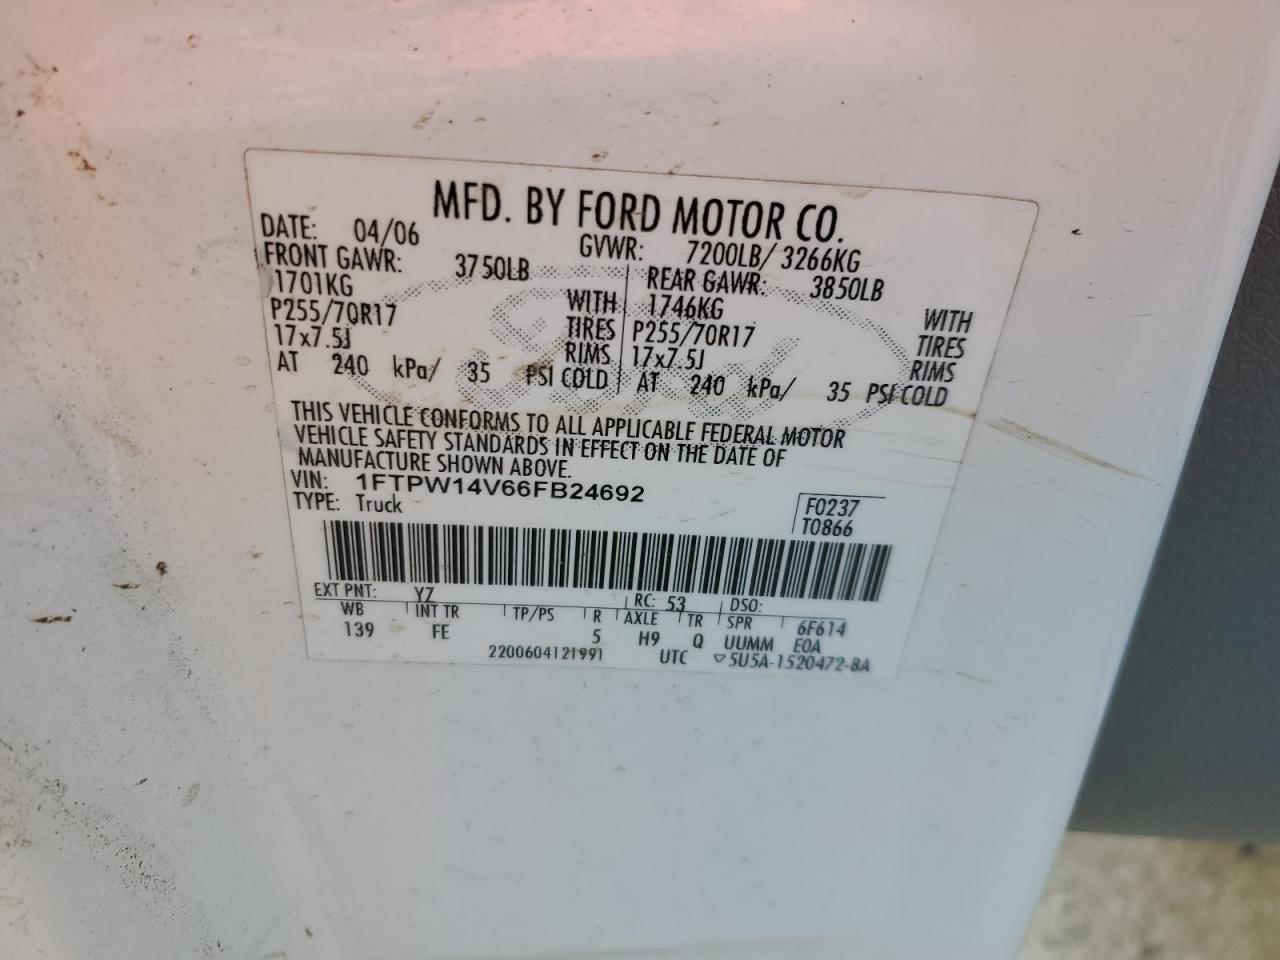 MFD. BY FORD MOTOR CO.
DATE: 04/06 GVWR: 7200LB/ 3266KG
FRONT GAWR: 3750LB REAR GAWR: 3850LB
1701KG WITH 1746KG WITH
P255/70R17 TIRES P255/70R17 TIRES
17x7.5J RIMS 17x7.5J RIMS
AT 240 kPa/ 35 PSI COLD AT 240 kPa/ 35 PSI COLD
THIS VEHICLE CONFORMS TO ALL APPLICABLE FEDERAL MOTOR
VEHICLE SAFETY STANDARDS IN EFFECT ON THE DATE OF
MANUFACTURE SHOWN ABOVE.
VIN: 1FTPW14V66FB24692
TYPE: Truck
F0237
T0866
EXT PNT: YZ RC: 53 DSO:
WB INT TR TP/PS R AXLE TR SPR 6F614
139 FE 5 H9 Q UUMM E0A
2200604121991 UTC ▽5U5A-1520472-BA